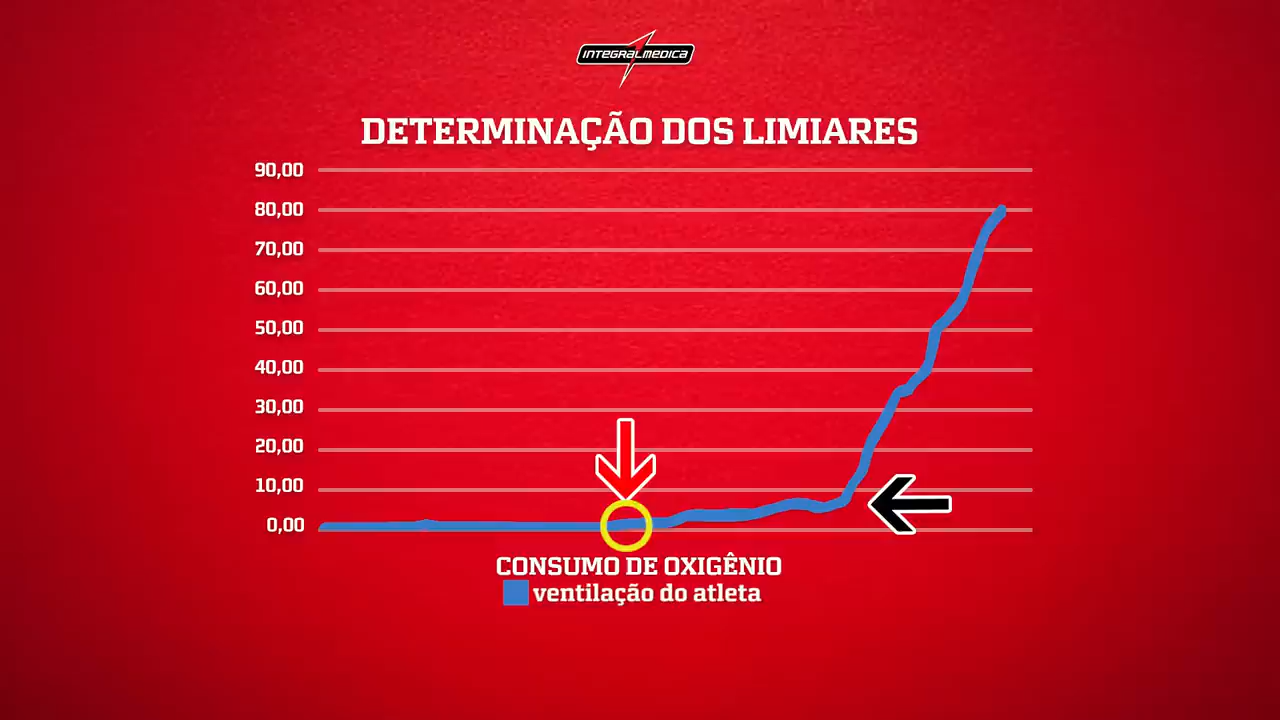 INTEGRALMEDICA
DETERMINAÇÃO DOS LIMIARES
90,00
80,00
70,00
60,00
50,00
40,00
30,00
20,00
10,00
0,00
CONSUMO DE OXIGÊNIO
ventilação do atleta